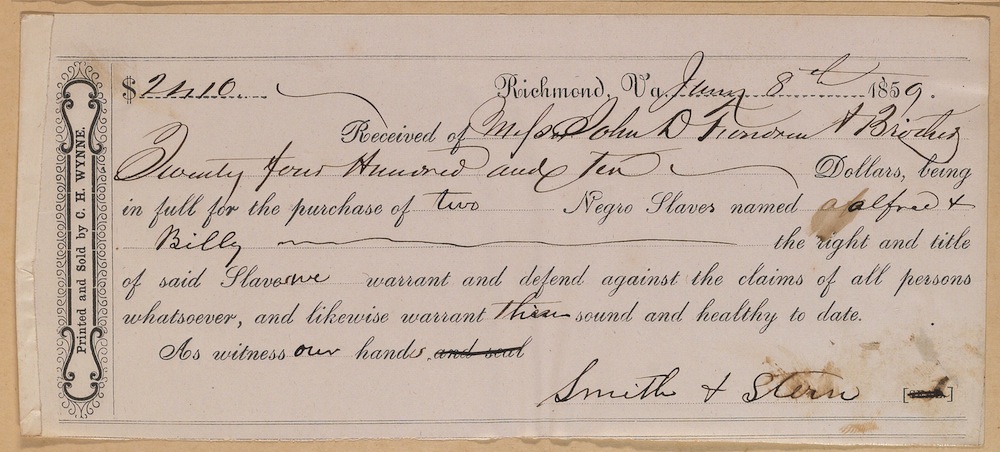 Printed and Sold by C. H. WYNNE.
$2410. Richmond, Va. Jany 8th 1859.
Received of Messrs John D Fondren & Brother
Twenty four Hundred and ten Dollars, being
in full for the purchase of two Negro Slaves named alfred &
Billy the right and title
of said Slaves we warrant and defend against the claims of all persons
whatsoever, and likewise warrant them sound and healthy to date.
As witness our hands and seal
Smith & Stern